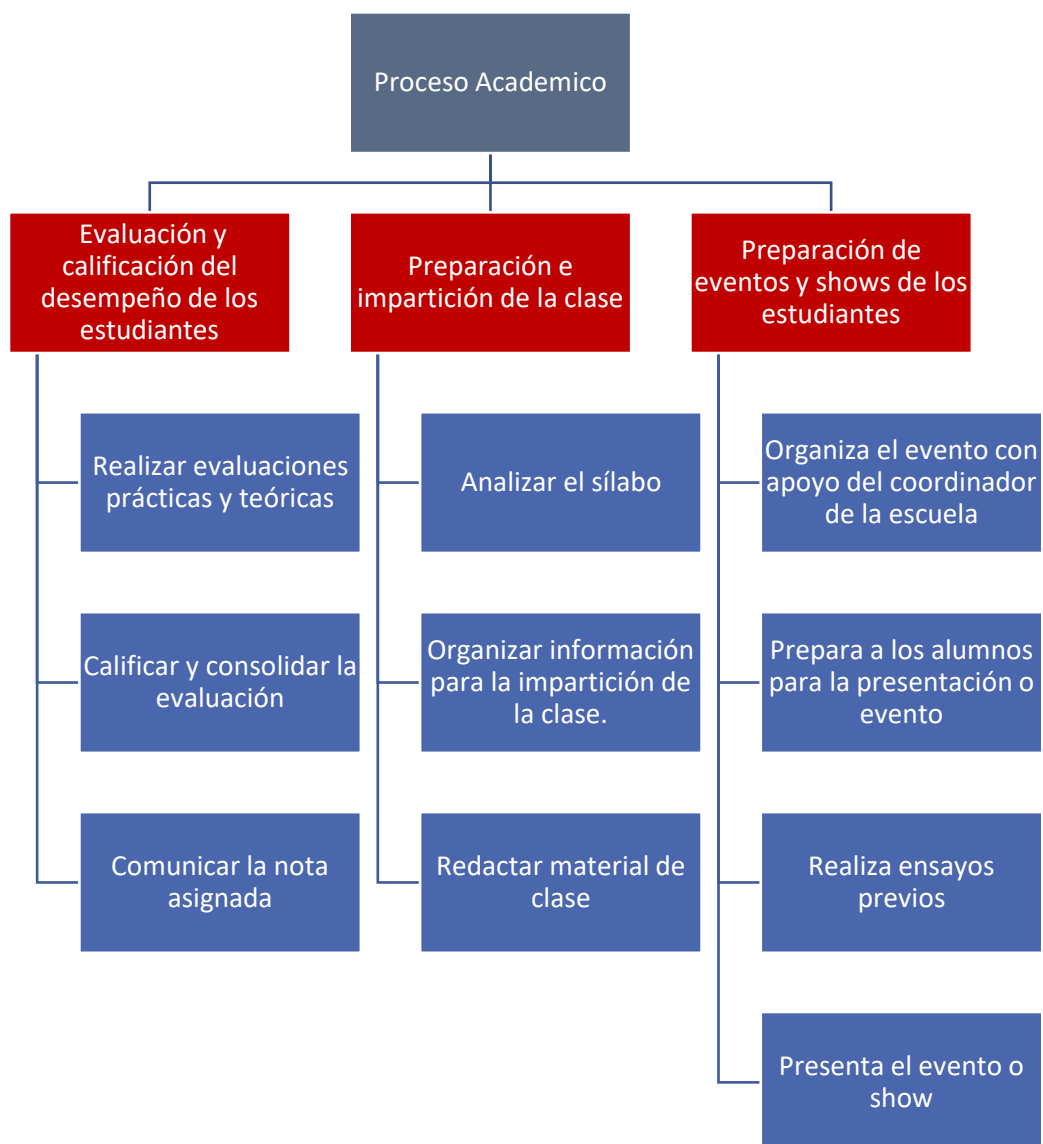 Proceso Academico
Evaluación y
calificación del
desempeño de los
estudiantes
Realizar evaluaciones
prácticas y teóricas
Calificar y consolidar la
evaluación
Comunicar la nota
asignada
Preparación e
impartición de la clase
Analizar el sílabo
Organizar información
para la impartición de
la clase.
Redactar material de
clase
Preparación de
eventos y shows de los
estudiantes
Organiza el evento con
apoyo del coordinador
de la escuela
Prepara a los alumnos
para la presentación o
evento
Realiza ensayos
previos
Presenta el evento o
show